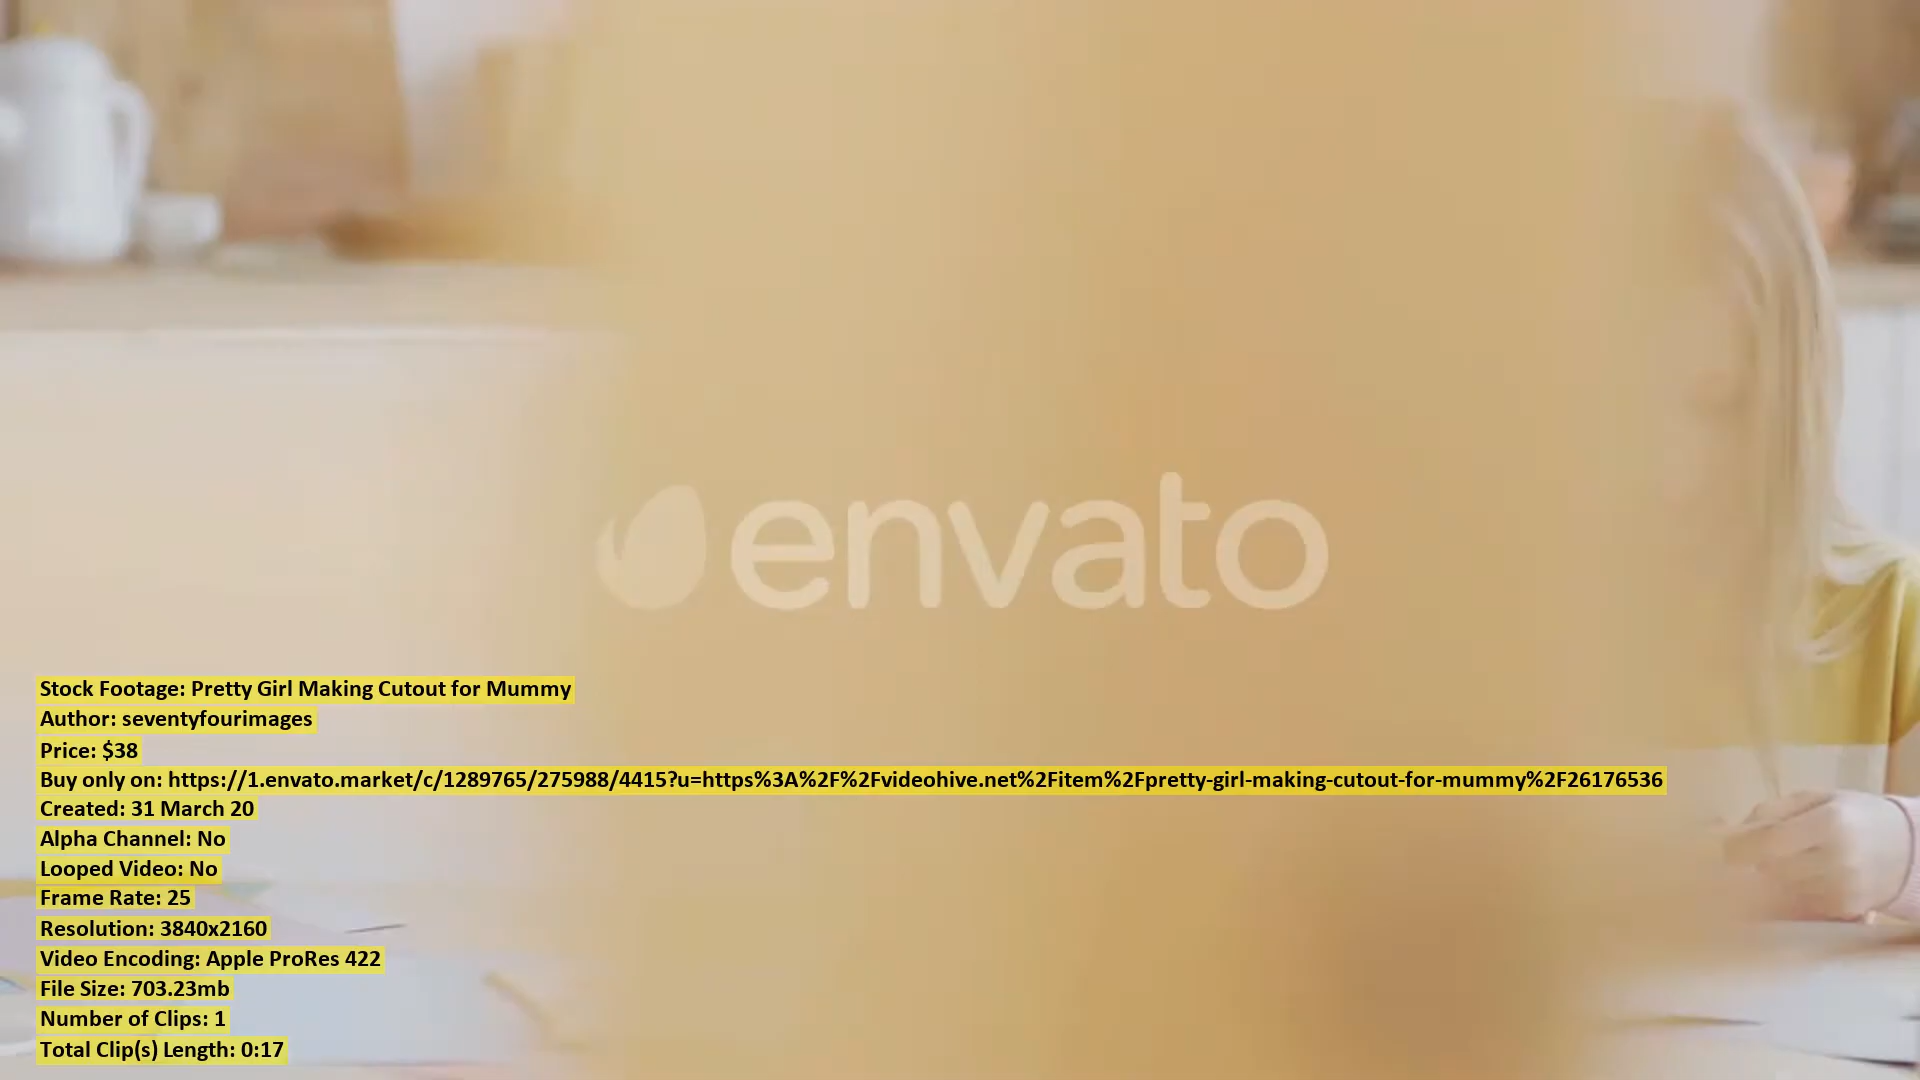 envato
Stock Footage: Pretty Girl Making Cutout for Mummy
Author: seventyfourimages
Price: $38
Buy only on: https://1.envato.market/c/1289765/275988/4415?u=https%3A%2F%2Fvideohive.net%2Fitem%2Fpretty-girl-making-cutout-for-mummy%2F26176536
Created: 31 March 20
Alpha Channel: No
Looped Video: No
Frame Rate: 25
Resolution: 3840x2160
Video Encoding: Apple ProRes 422
File Size: 703.23mb
Number of Clips: 1
Total Clip(s) Length: 0:17